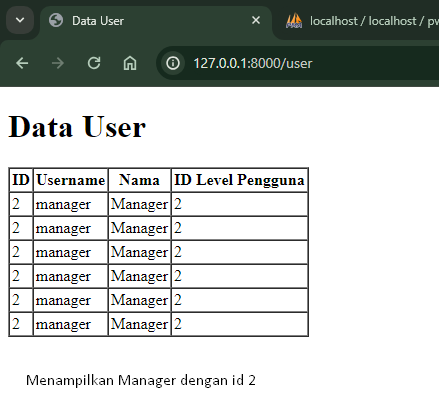 Data User
localhost / localhost / pw
127.0.0.1:8000/user
Data User
ID Username Nama ID Level Pengguna
2 manager Manager 2
2 manager Manager 2
2 manager Manager 2
2 manager Manager 2
2 manager Manager 2
2 manager Manager 2
Menampilkan Manager dengan id 2